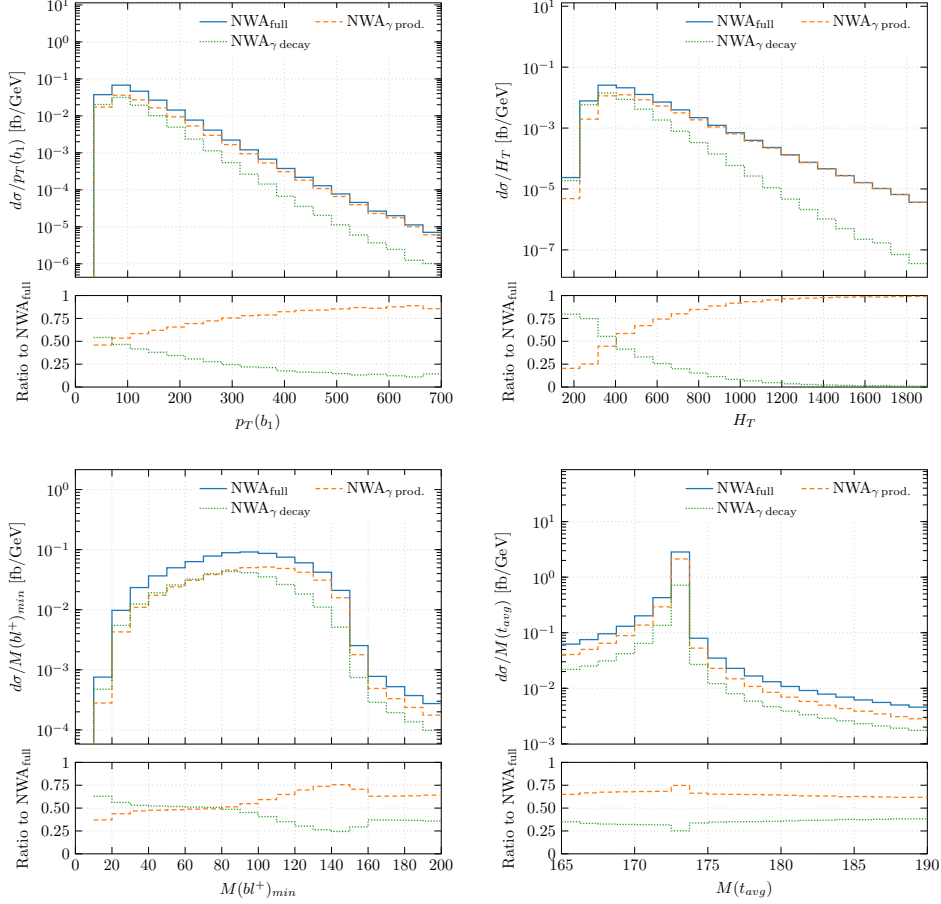 NWA_full NWA_γ prod.
NWA_γ decay
dσ/p_T(b_1) [fb/GeV]
10^1
10^0
10^−1
10^−2
10^−3
10^−4
10^−5
10^−6
Ratio to NWA_full
1
0.75
0.50
0.25
0
0 100 200 300 400 500 600 700
p_T(b_1)
NWA_full NWA_γ prod.
NWA_γ decay
dσ/H_T [fb/GeV]
10^1
10^−1
10^−3
10^−5
10^−7
Ratio to NWA_full
1
0.75
0.50
0.25
0
200 400 600 800 1000 1200 1400 1600 1800
H_T
NWA_full NWA_γ prod.
NWA_γ decay
dσ/M(bl^+)_min [fb/GeV]
10^0
10^−1
10^−2
10^−3
10^−4
Ratio to NWA_full
1
0.75
0.50
0.25
0
0 20 40 60 80 100 120 140 160 180 200
M(bl^+)_min
NWA_full NWA_γ prod.
NWA_γ decay
dσ/M(t_avg) [fb/GeV]
10^1
10^0
10^−1
10^−2
10^−3
Ratio to NWA_full
1
0.75
0.50
0.25
0
165 170 175 180 185 190
M(t_avg)